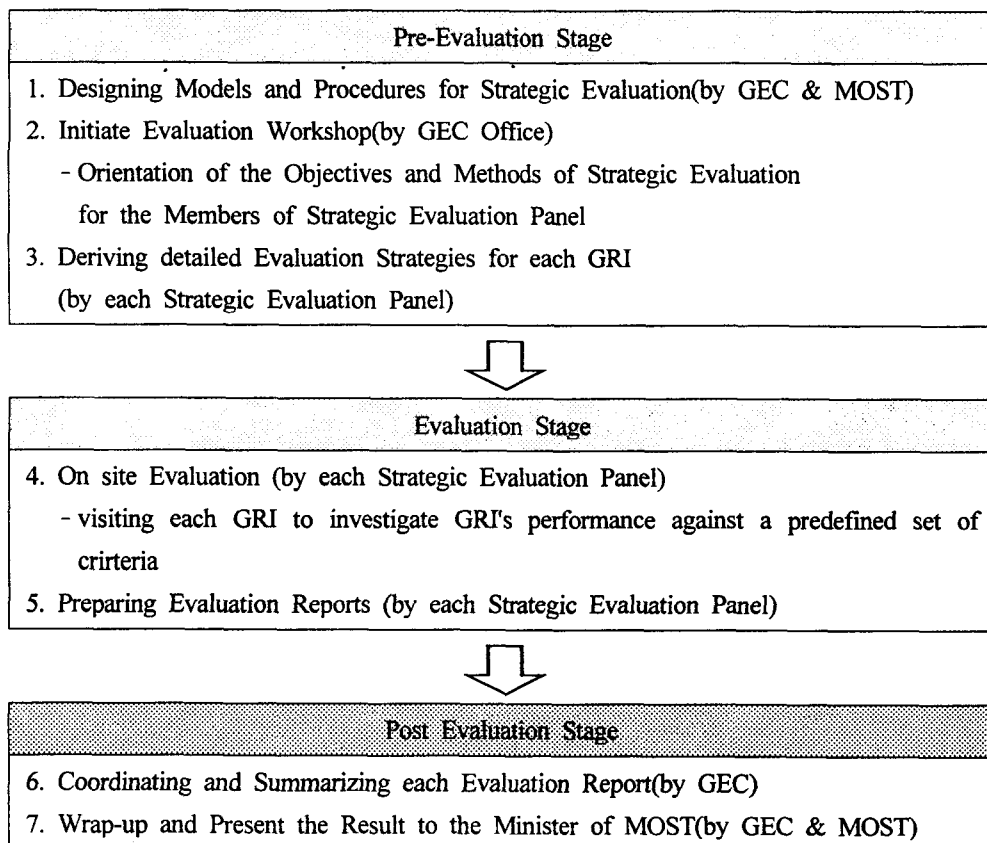 Pre-Evaluation Stage
1. Designing Models and Procedures for Strategic Evaluation(by GEC & MOST)
2. Initiate Evaluation Workshop(by GEC Office)
- Orientation of the Objectives and Methods of Strategic Evaluation
for the Members of Strategic Evaluation Panel
3. Deriving detailed Evaluation Strategies for each GRI
(by each Strategic Evaluation Panel)
Evaluation Stage
4. On site Evaluation (by each Strategic Evaluation Panel)
- visiting each GRI to investigate GRI's performance against a predefined set of
crirteria
5. Preparing Evaluation Reports (by each Strategic Evaluation Panel)
Post Evaluation Stage
6. Coordinating and Summarizing each Evaluation Report(by GEC)
7. Wrap-up and Present the Result to the Minister of MOST(by GEC & MOST)